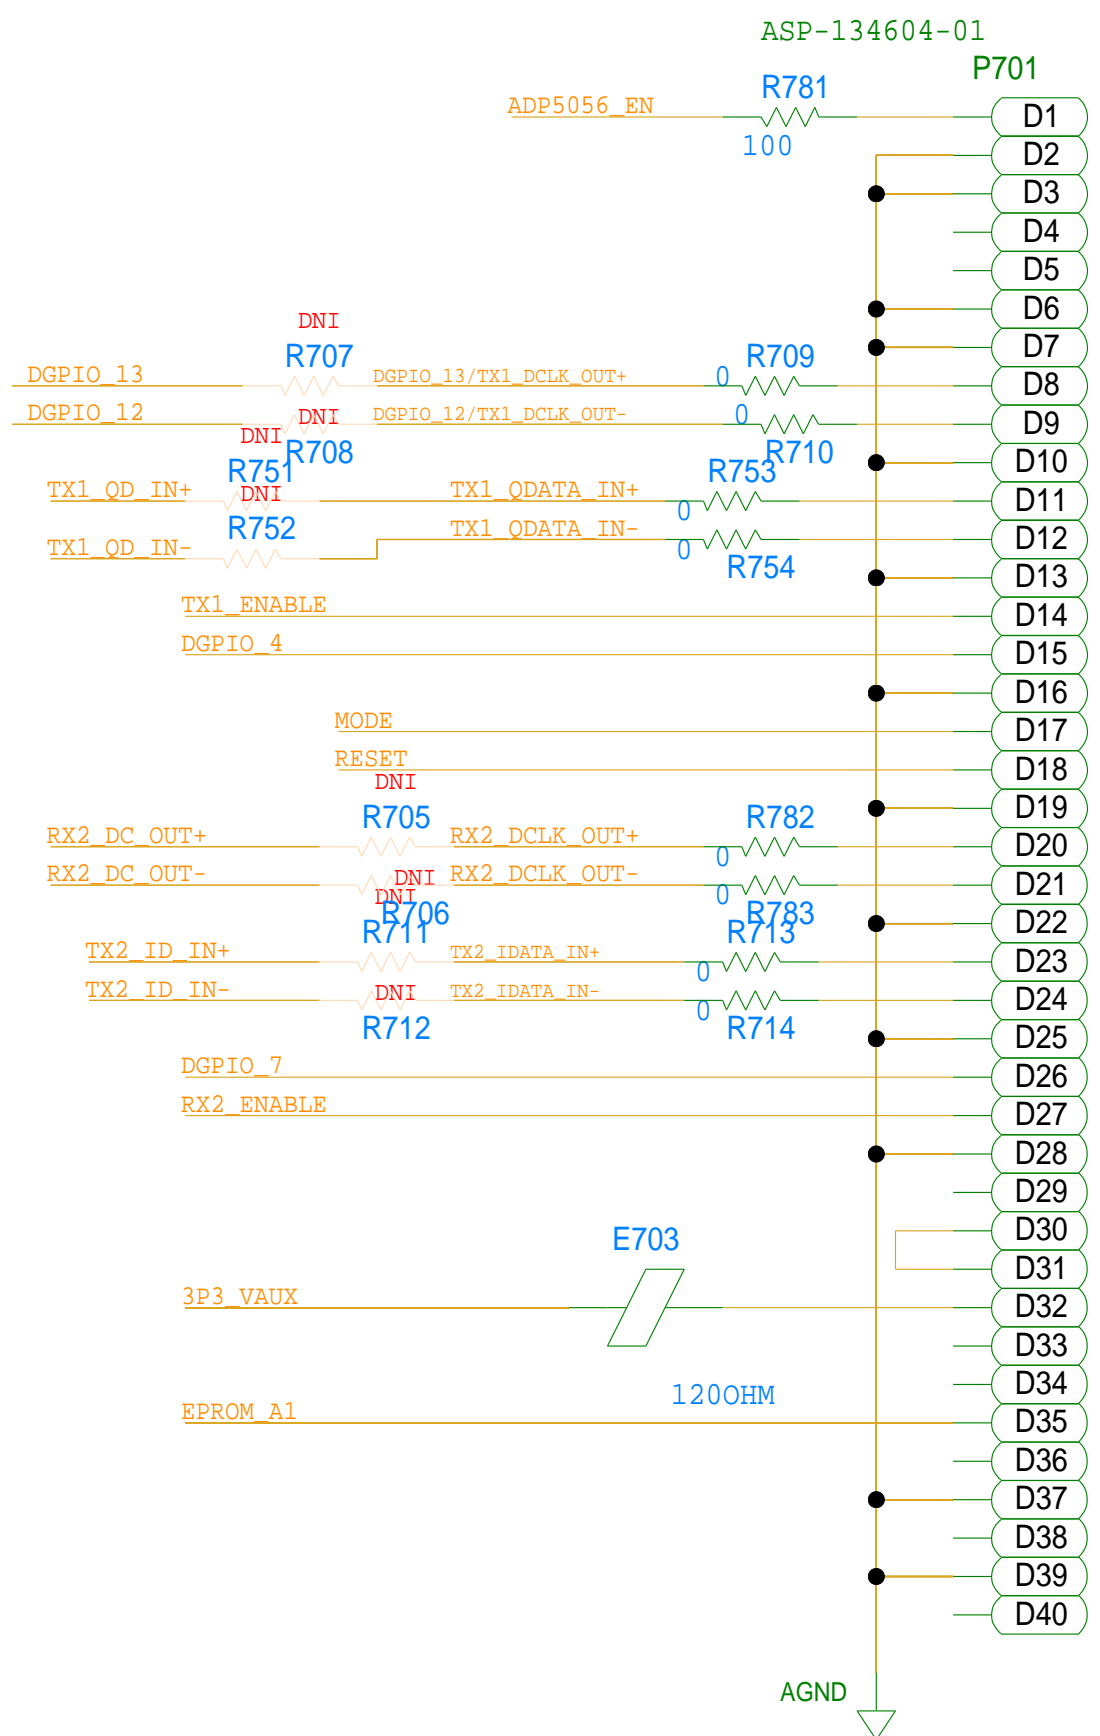 ASP-134604-01
P701
R781
ADP5056_EN
100
D1
D2
D3
D4
D5
D6
DNI
R707
R709
D7
DGPIO_13
DGPIO_13/TX1_DCLK_OUT+
0
D8
DGPIO_12
DNI
DGPIO_12/TX1_DCLK_OUT-
0
D9
DNI
R708
R710
D10
R751
R753
TX1_QD_IN+
DNI
TX1_QDATA_IN+
0
D11
R752
TX1_QDATA_IN-
D12
TX1_QD_IN-
0
R754
D13
TX1_ENABLE
D14
DGPIO_4
D15
D16
MODE
D17
RESET
D18
DNI
R705
R782
D19
RX2_DC_OUT+
RX2_DCLK_OUT+
0
D20
RX2_DC_OUT-
DNI
RX2_DCLK_OUT-
0
D21
DNI
R706
R783
D22
R711
R713
TX2_ID_IN+
TX2_IDATA_IN+
0
D23
TX2_ID_IN-
DNI
TX2_IDATA_IN-
0
D24
R712
R714
D25
DGPIO_7
D26
RX2_ENABLE
D27
D28
D29
E703
D30
D31
3P3_VAUX
D32
D33
120OHM
D34
EPROM_A1
D35
D36
D37
D38
D39
D40
AGND